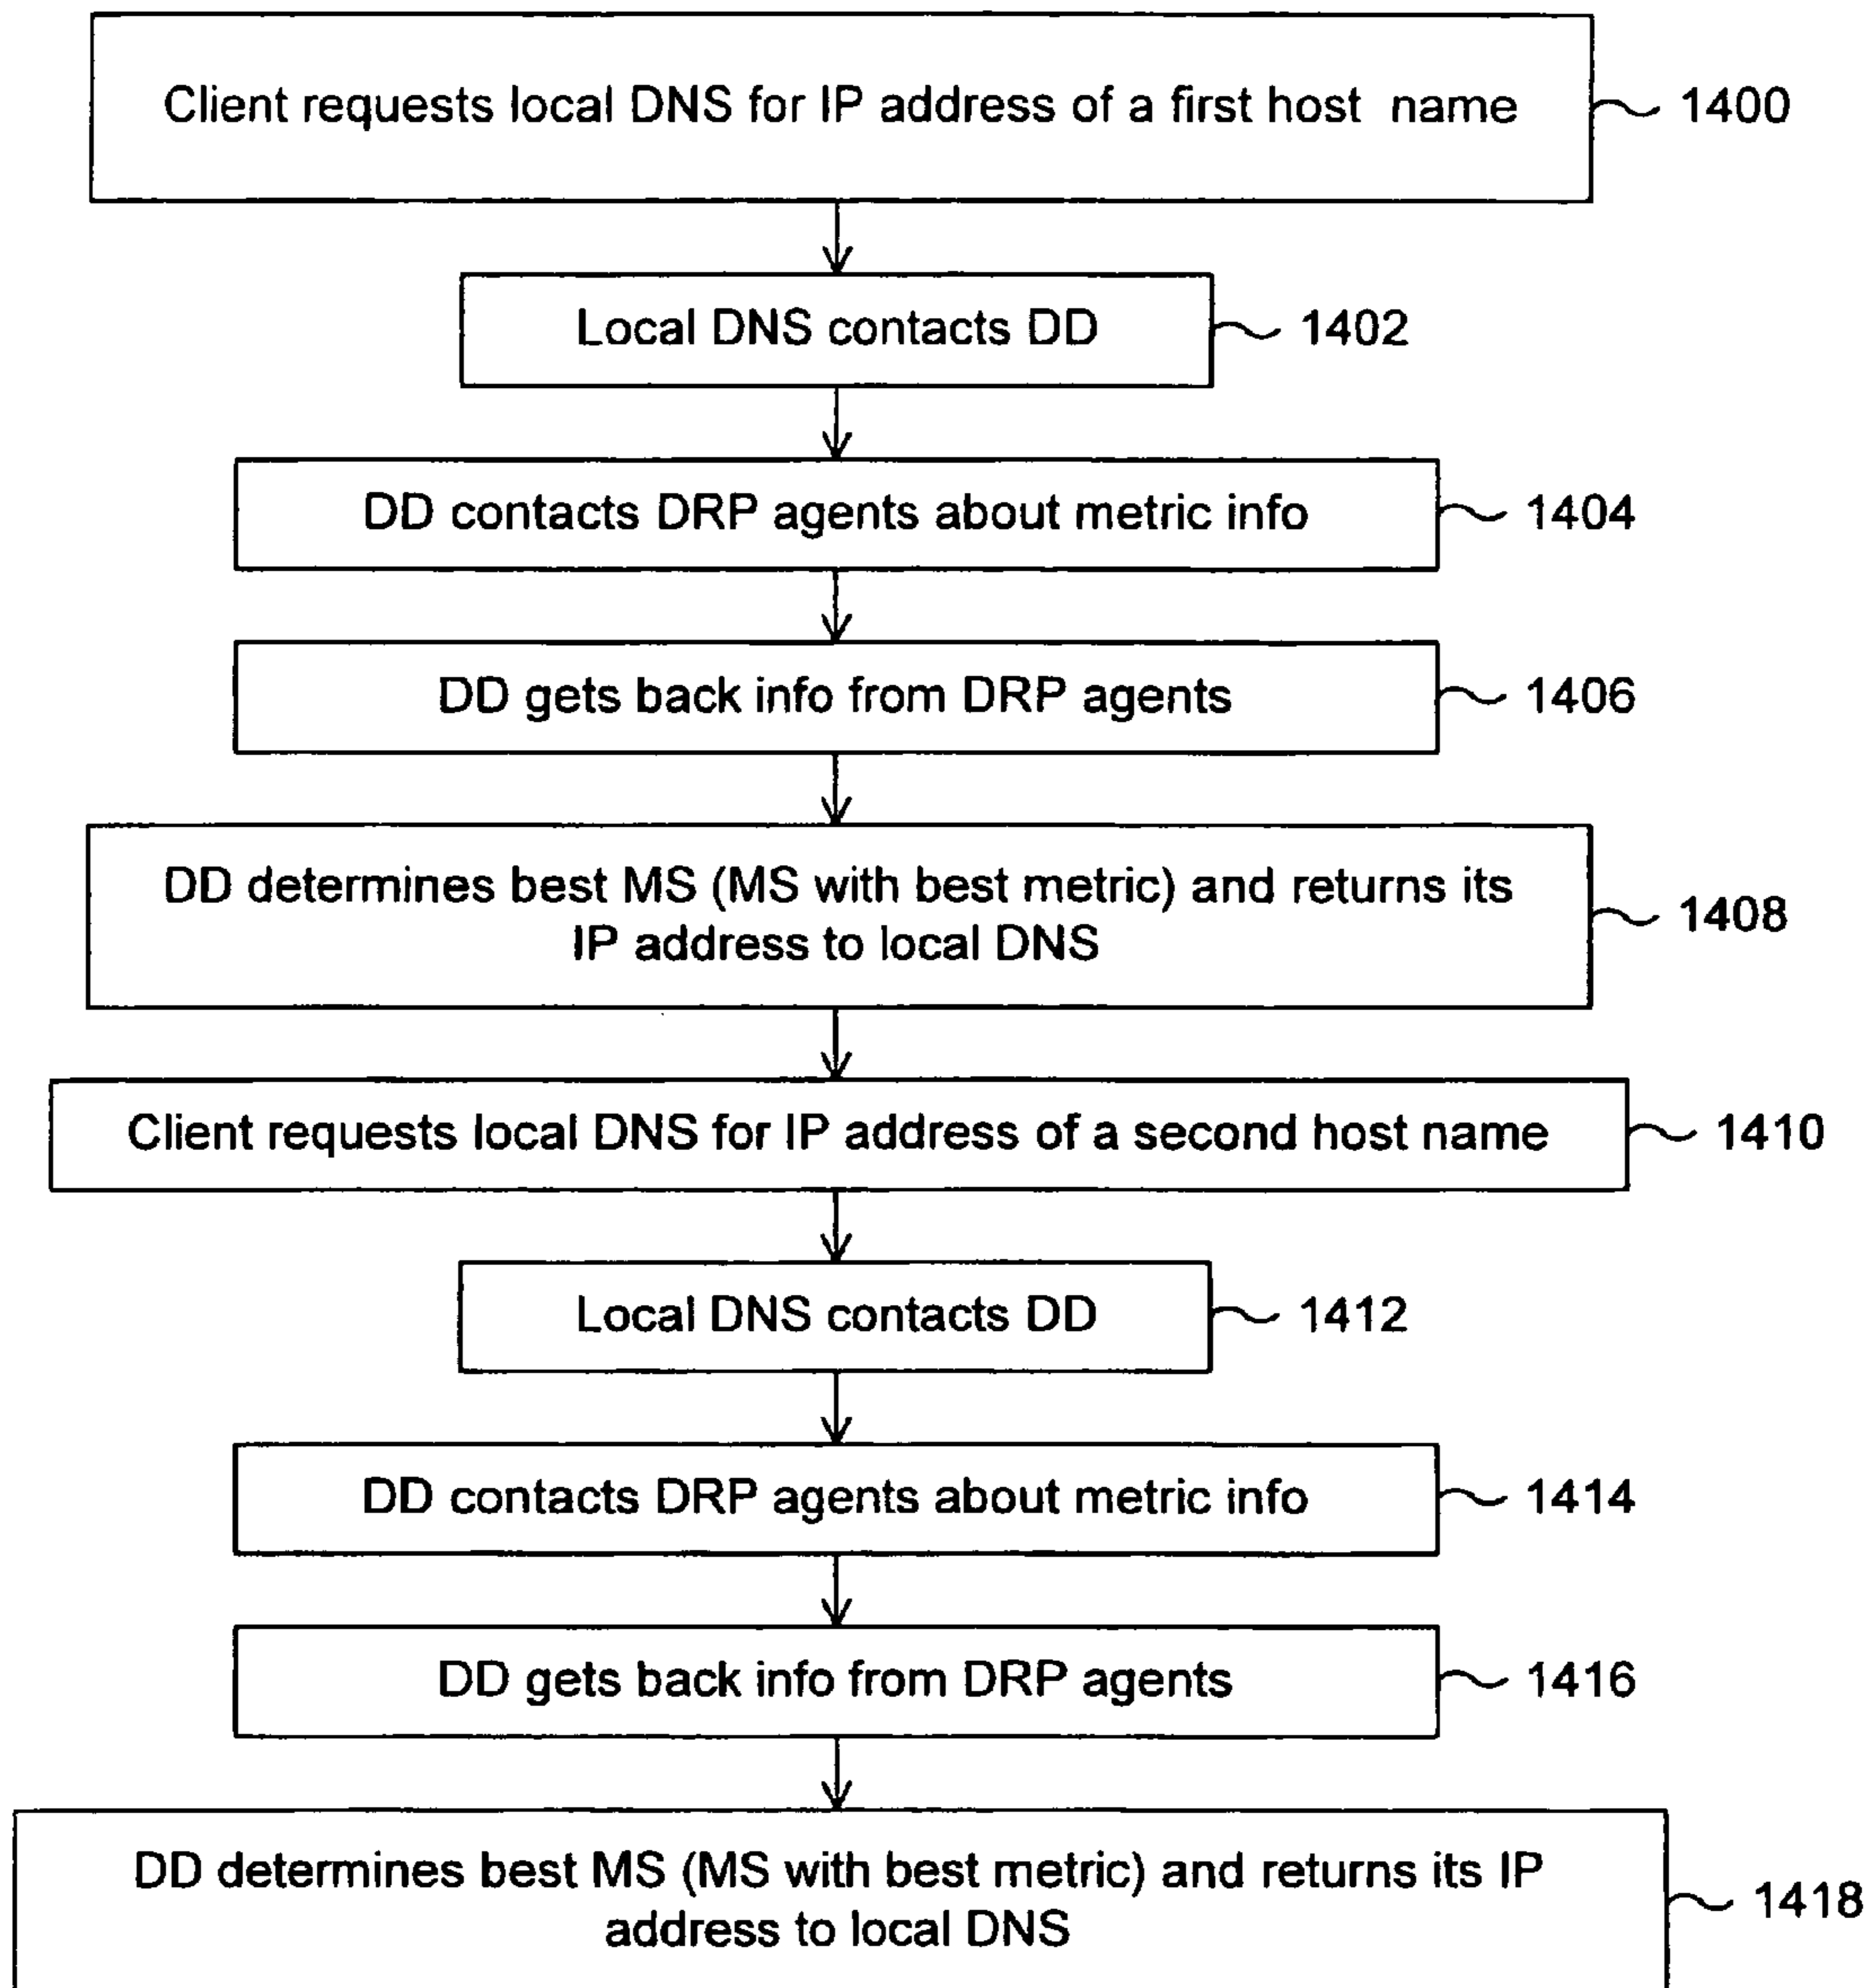 Client requests local DNS for IP address of a first host name
1400
Local DNS contacts DD
1402
DD contacts DRP agents about metric info
1404
DD gets back info from DRP agents
1406
DD determines best MS (MS with best metric) and returns its
IP address to local DNS
1408
Client requests local DNS for IP address of a second host name
1410
Local DNS contacts DD
1412
DD contacts DRP agents about metric info
1414
DD gets back info from DRP agents
1416
DD determines best MS (MS with best metric) and returns its IP
address to local DNS
1418